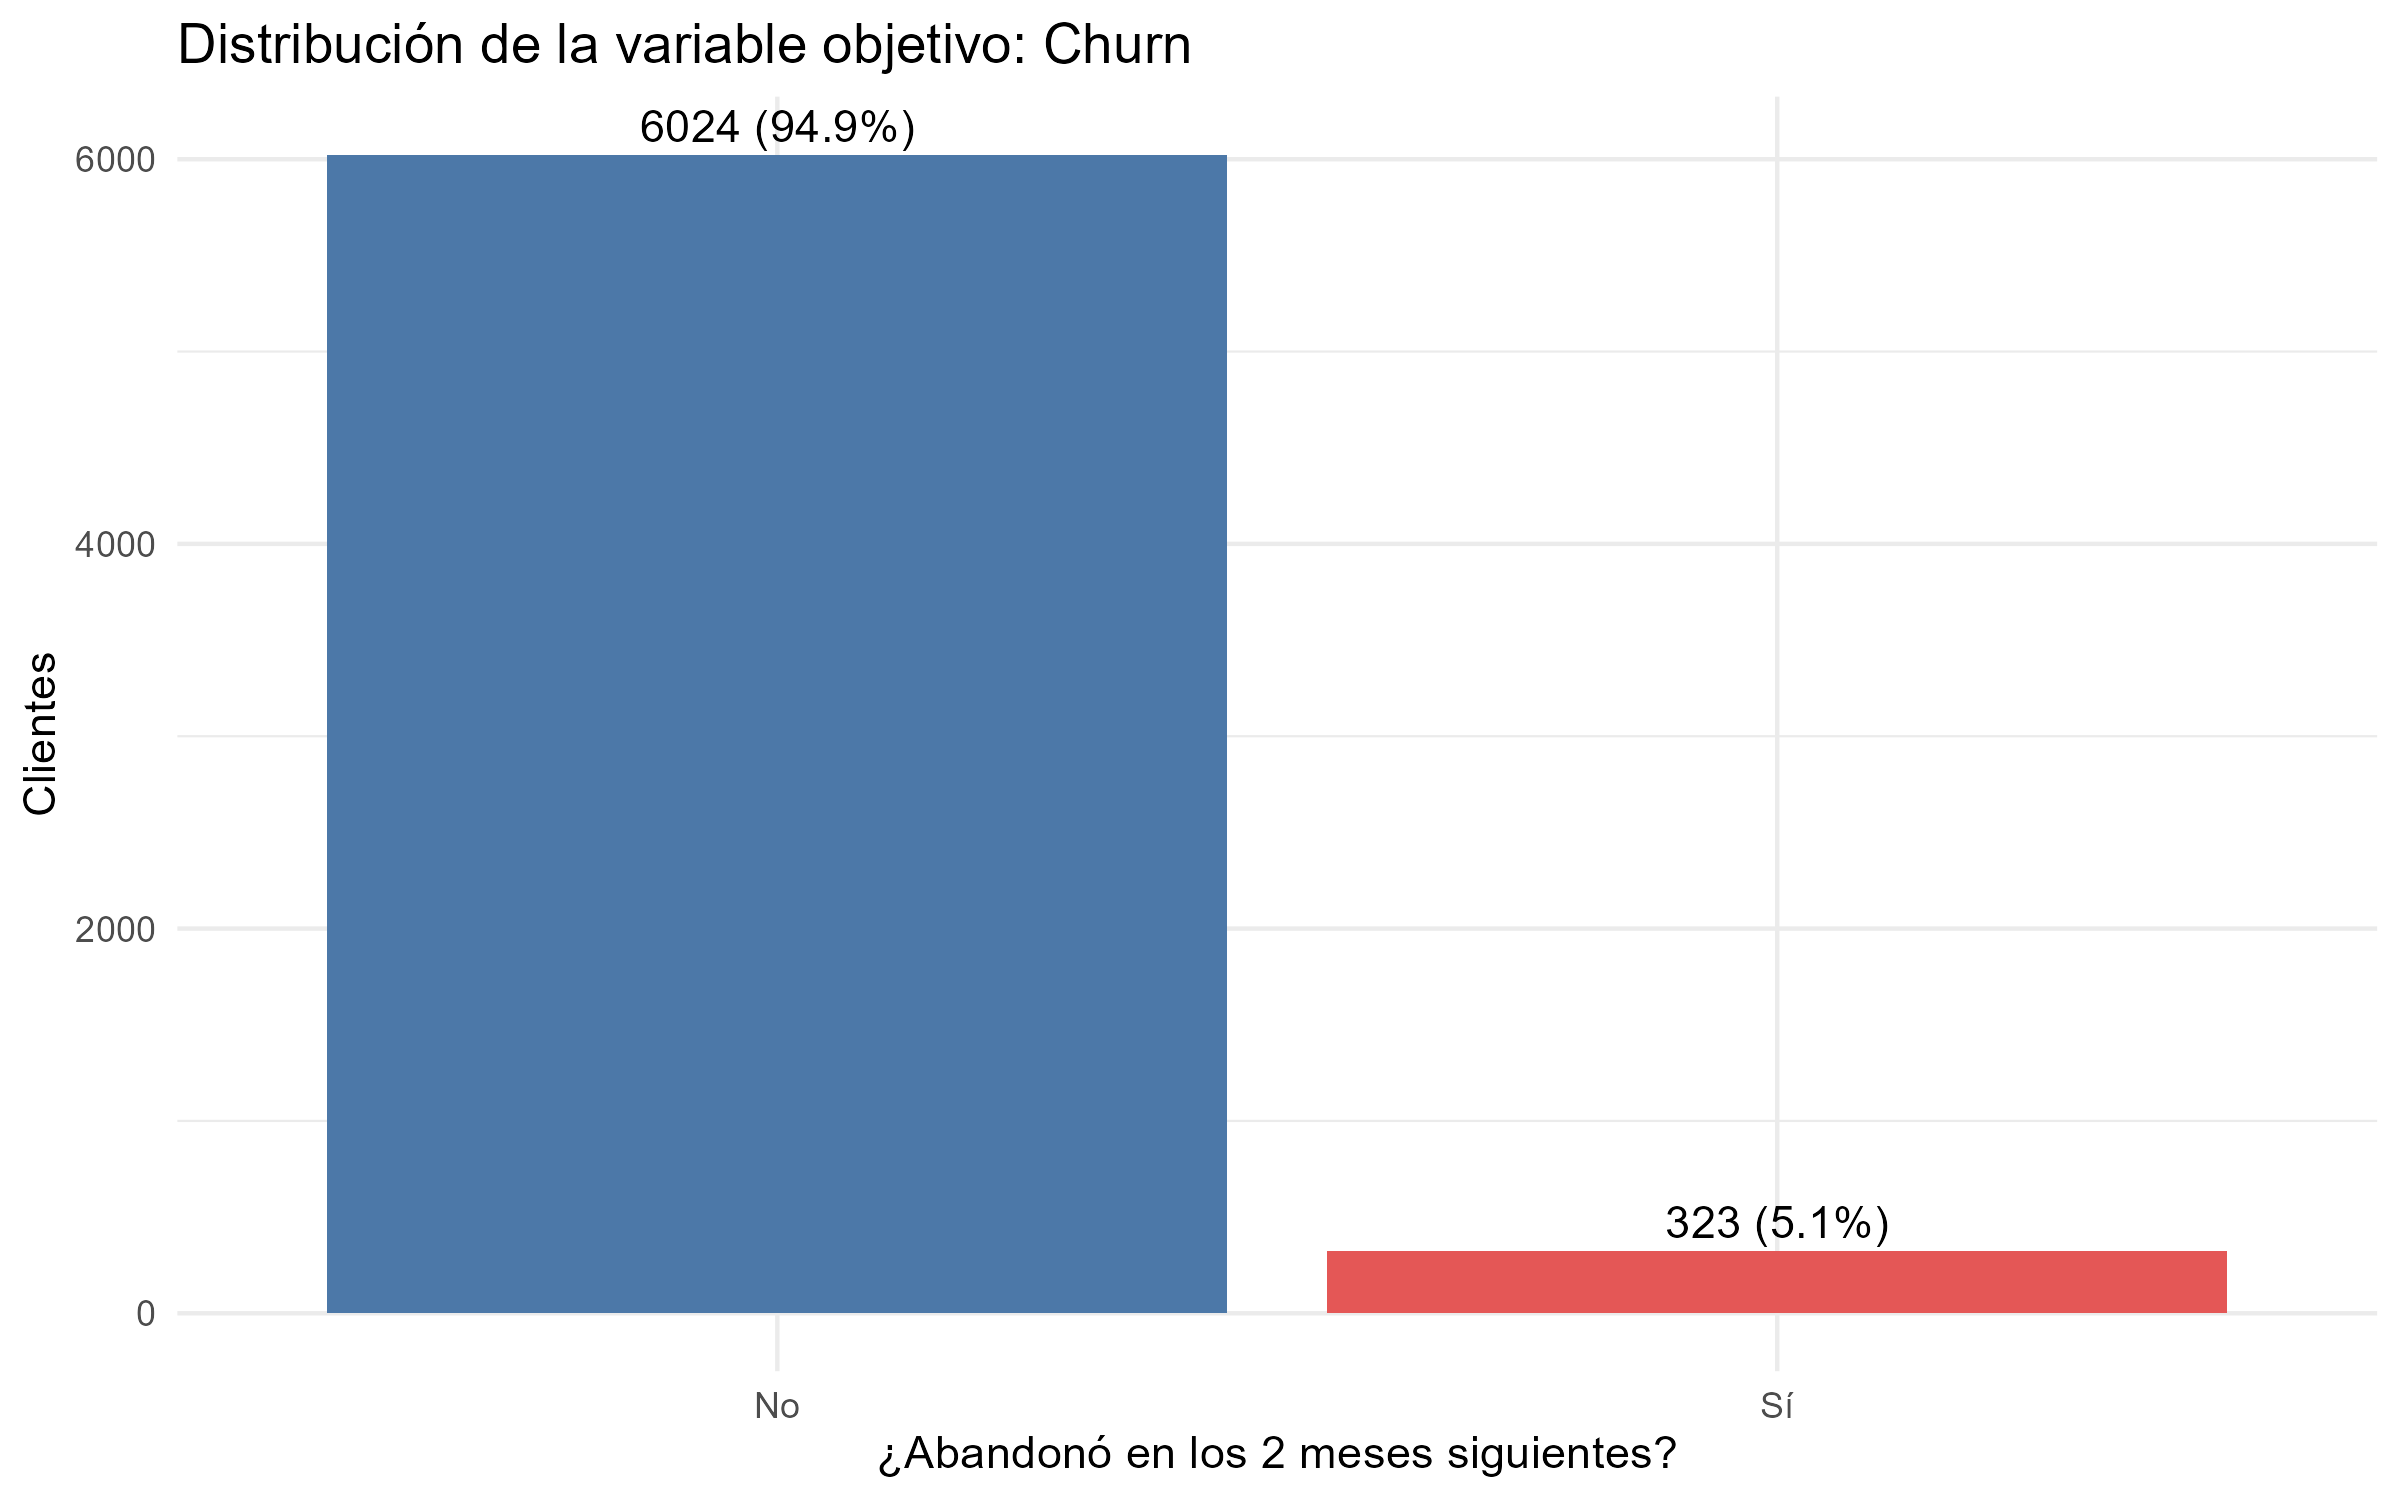 Distribución de la variable objetivo: Churn
6024 (94.9%)
6000
4000
2000
0
Clientes
323 (5.1%)
No
Sí
¿Abandonó en los 2 meses siguientes?